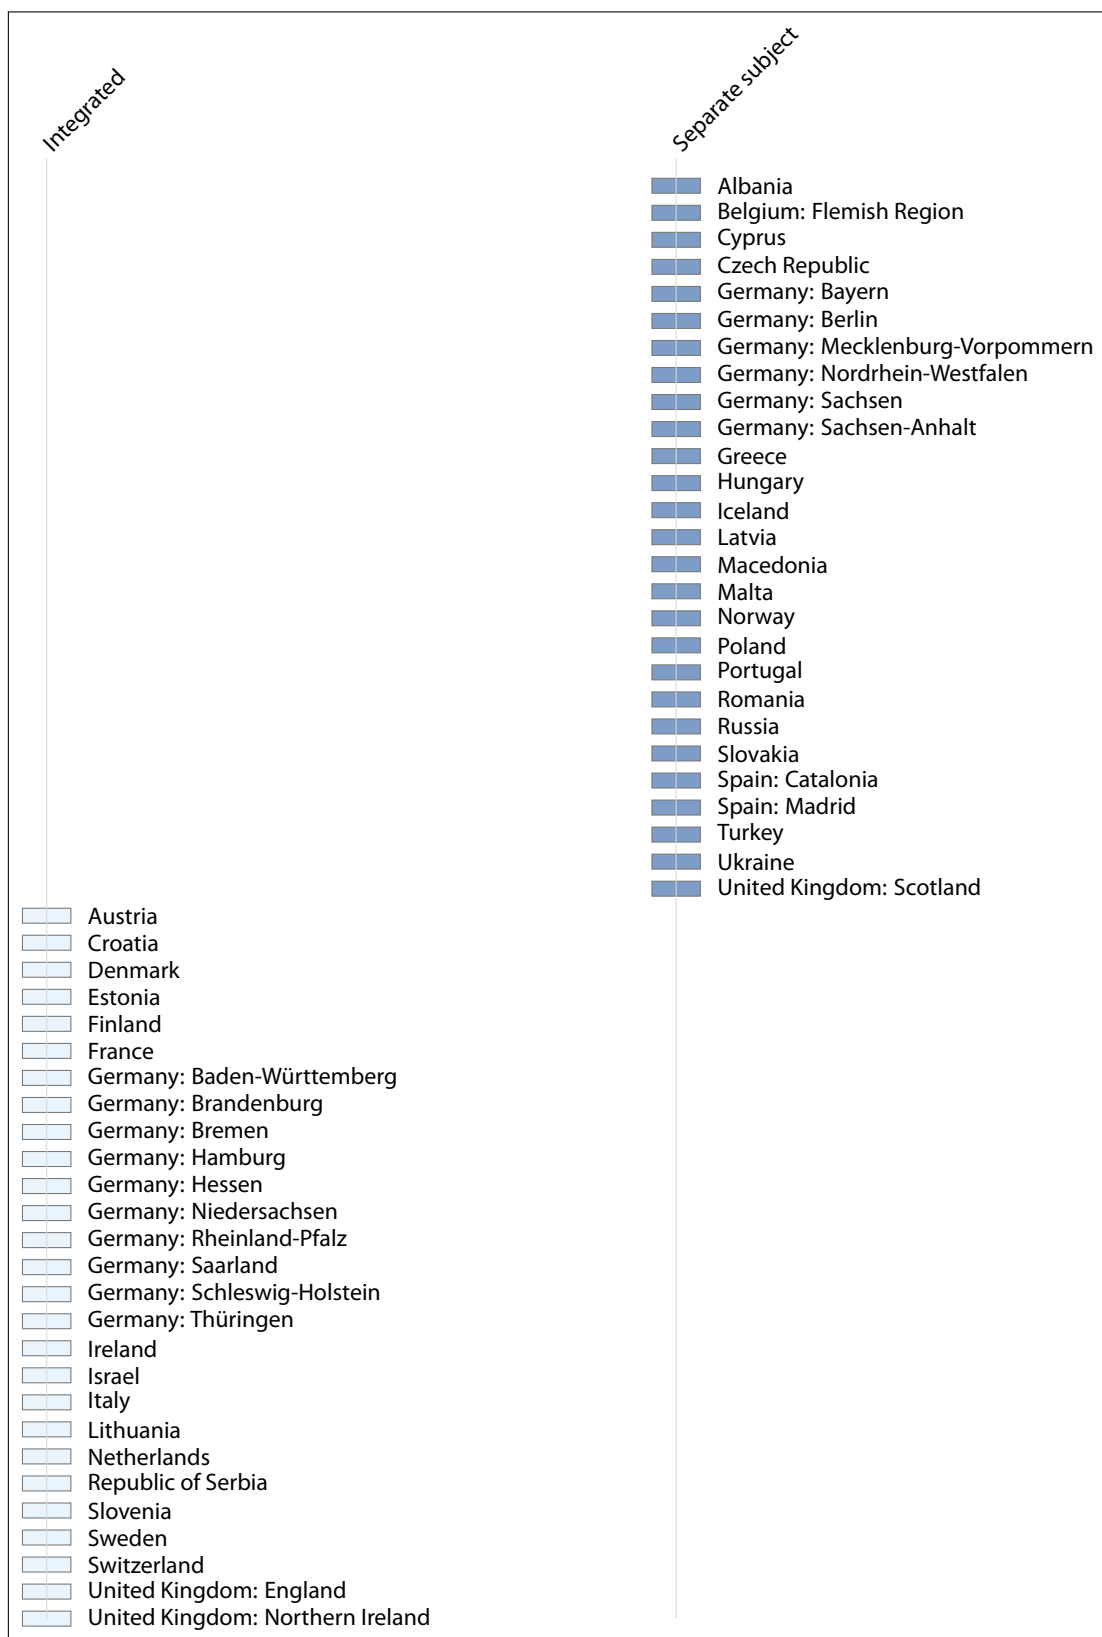 Integrated
Separate subject
Albania
Belgium: Flemish Region
Cyprus
Czech Republic
Germany: Bayern
Germany: Berlin
Germany: Mecklenburg-Vorpommern
Germany: Nordrhein-Westfalen
Germany: Sachsen
Germany: Sachsen-Anhalt
Greece
Hungary
Iceland
Latvia
Macedonia
Malta
Norway
Poland
Portugal
Romania
Russia
Slovakia
Spain: Catalonia
Spain: Madrid
Turkey
Ukraine
United Kingdom: Scotland
Austria
Croatia
Denmark
Estonia
Finland
France
Germany: Baden-Württemberg
Germany: Brandenburg
Germany: Bremen
Germany: Hamburg
Germany: Hessen
Germany: Niedersachsen
Germany: Rheinland-Pfalz
Germany: Saarland
Germany: Schleswig-Holstein
Germany: Thüringen
Ireland
Israel
Italy
Lithuania
Netherlands
Republic of Serbia
Slovenia
Sweden
Switzerland
United Kingdom: England
United Kingdom: Northern Ireland